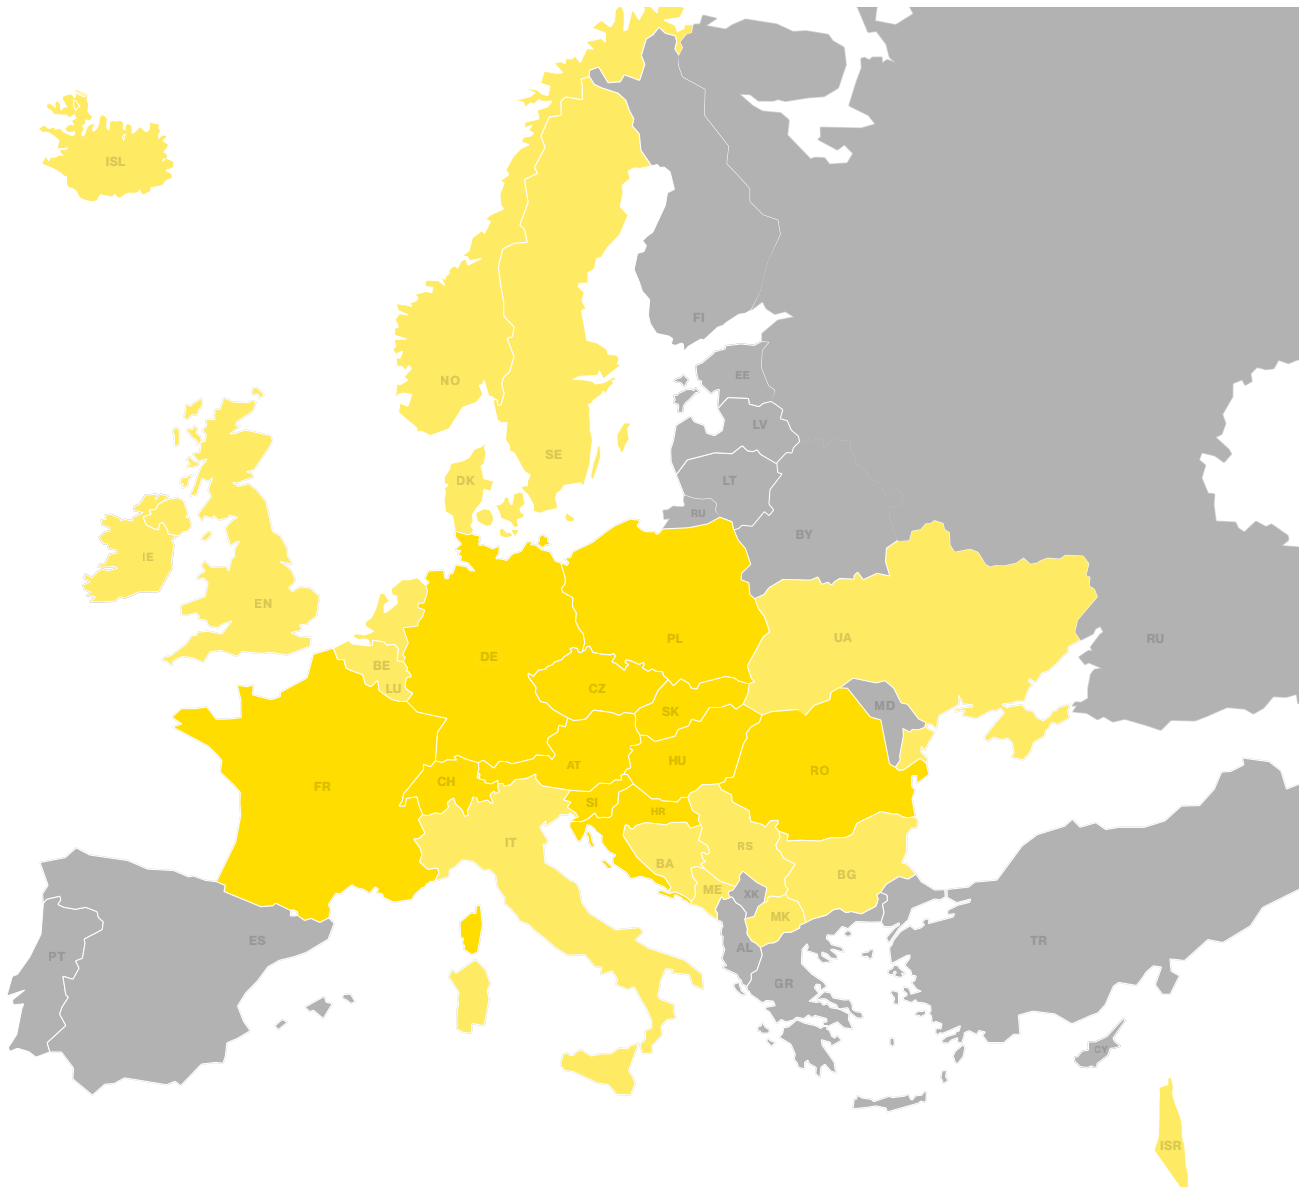 ISL
FI
EE
NO
LV
SE
DK
LT
RU
BY
IE
EN
UA
PL
RU
DE
BE
LU
CZ
MD
SK
HU
AT
RO
CH
FR
SI
HR
IT
RS
BA
BG
ME
XK
MK
ES
TR
AL
PT
GR
CY
ISR